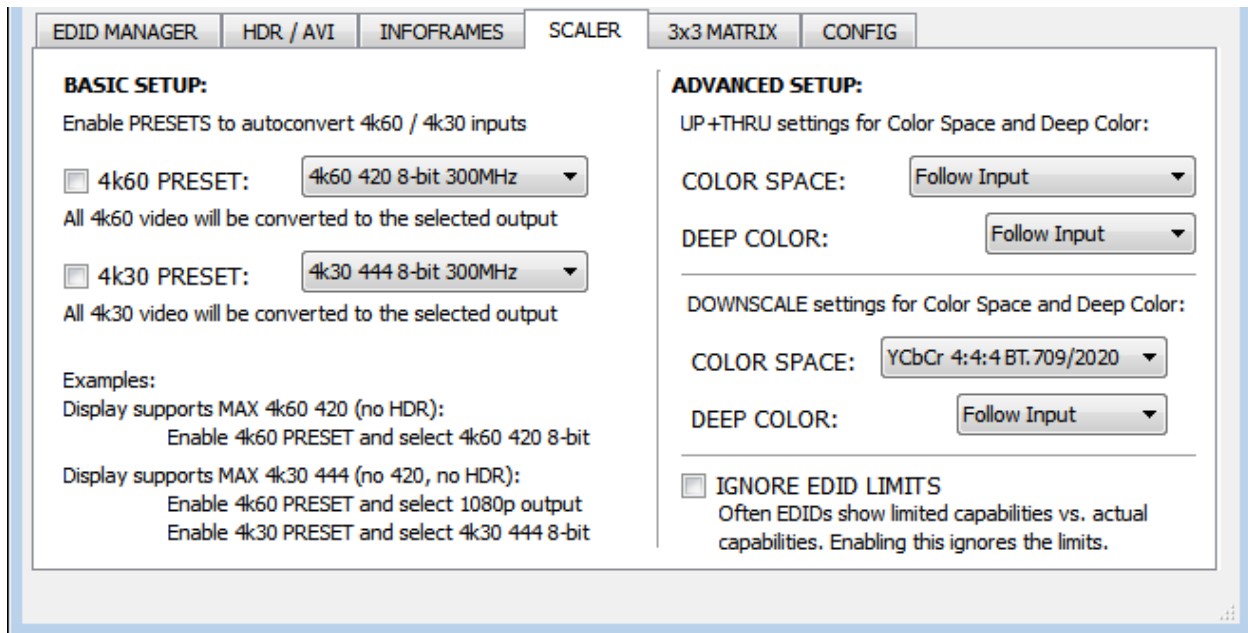 EDID MANAGER HDR / AVI INFOFRAMES SCALER 3x3 MATRIX CONFIG
BASIC SETUP:
Enable PRESETS to autoconvert 4k60 / 4k30 inputs
4k60 PRESET: 4k60 420 8-bit 300MHz
All 4k60 video will be converted to the selected output
4k30 PRESET: 4k30 444 8-bit 300MHz
All 4k30 video will be converted to the selected output
Examples:
Display supports MAX 4k60 420 (no HDR):
Enable 4k60 PRESET and select 4k60 420 8-bit
Display supports MAX 4k30 444 (no 420, no HDR):
Enable 4k60 PRESET and select 1080p output
Enable 4k30 PRESET and select 4k30 444 8-bit
ADVANCED SETUP:
UP+THRU settings for Color Space and Deep Color:
COLOR SPACE: Follow Input
DEEP COLOR: Follow Input
DOWNSCALE settings for Color Space and Deep Color:
COLOR SPACE: YCbCr 4:4:4 BT.709/2020
DEEP COLOR: Follow Input
IGNORE EDID LIMITS
Often EDIDs show limited capabilities vs. actual
capabilities. Enabling this ignores the limits.